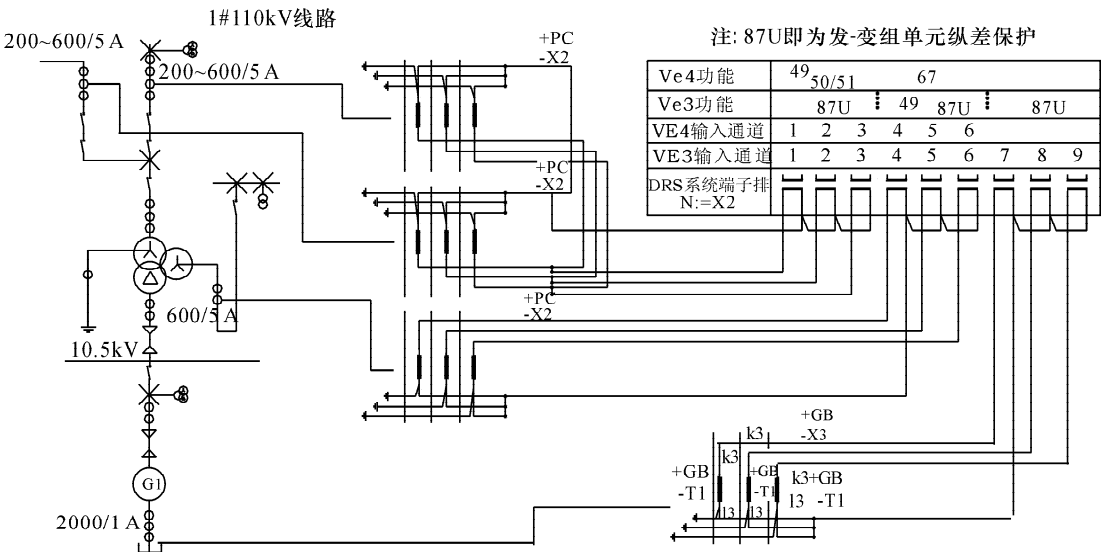 1#110kV线路
200~600/5 A
200~600/5 A
+PC
-X2
注: 87U即为发-变组单元纵差保护
Ve4功能 49 50/51 67
Ve3功能 87U 49 87U 87U
VE4输入通道 1 2 3 4 5 6
VE3输入通道 1 2 3 4 5 6 7 8 9
DRS系统端子排
N:=X2
+PC
-X2
600/5 A
+PC
-X2
10.5kV
G1
2000/1 A
+GB
-X3
k3
k3
+GB
-T1
+GB
-T1
k3+GB
l3 -T1
l3
l3